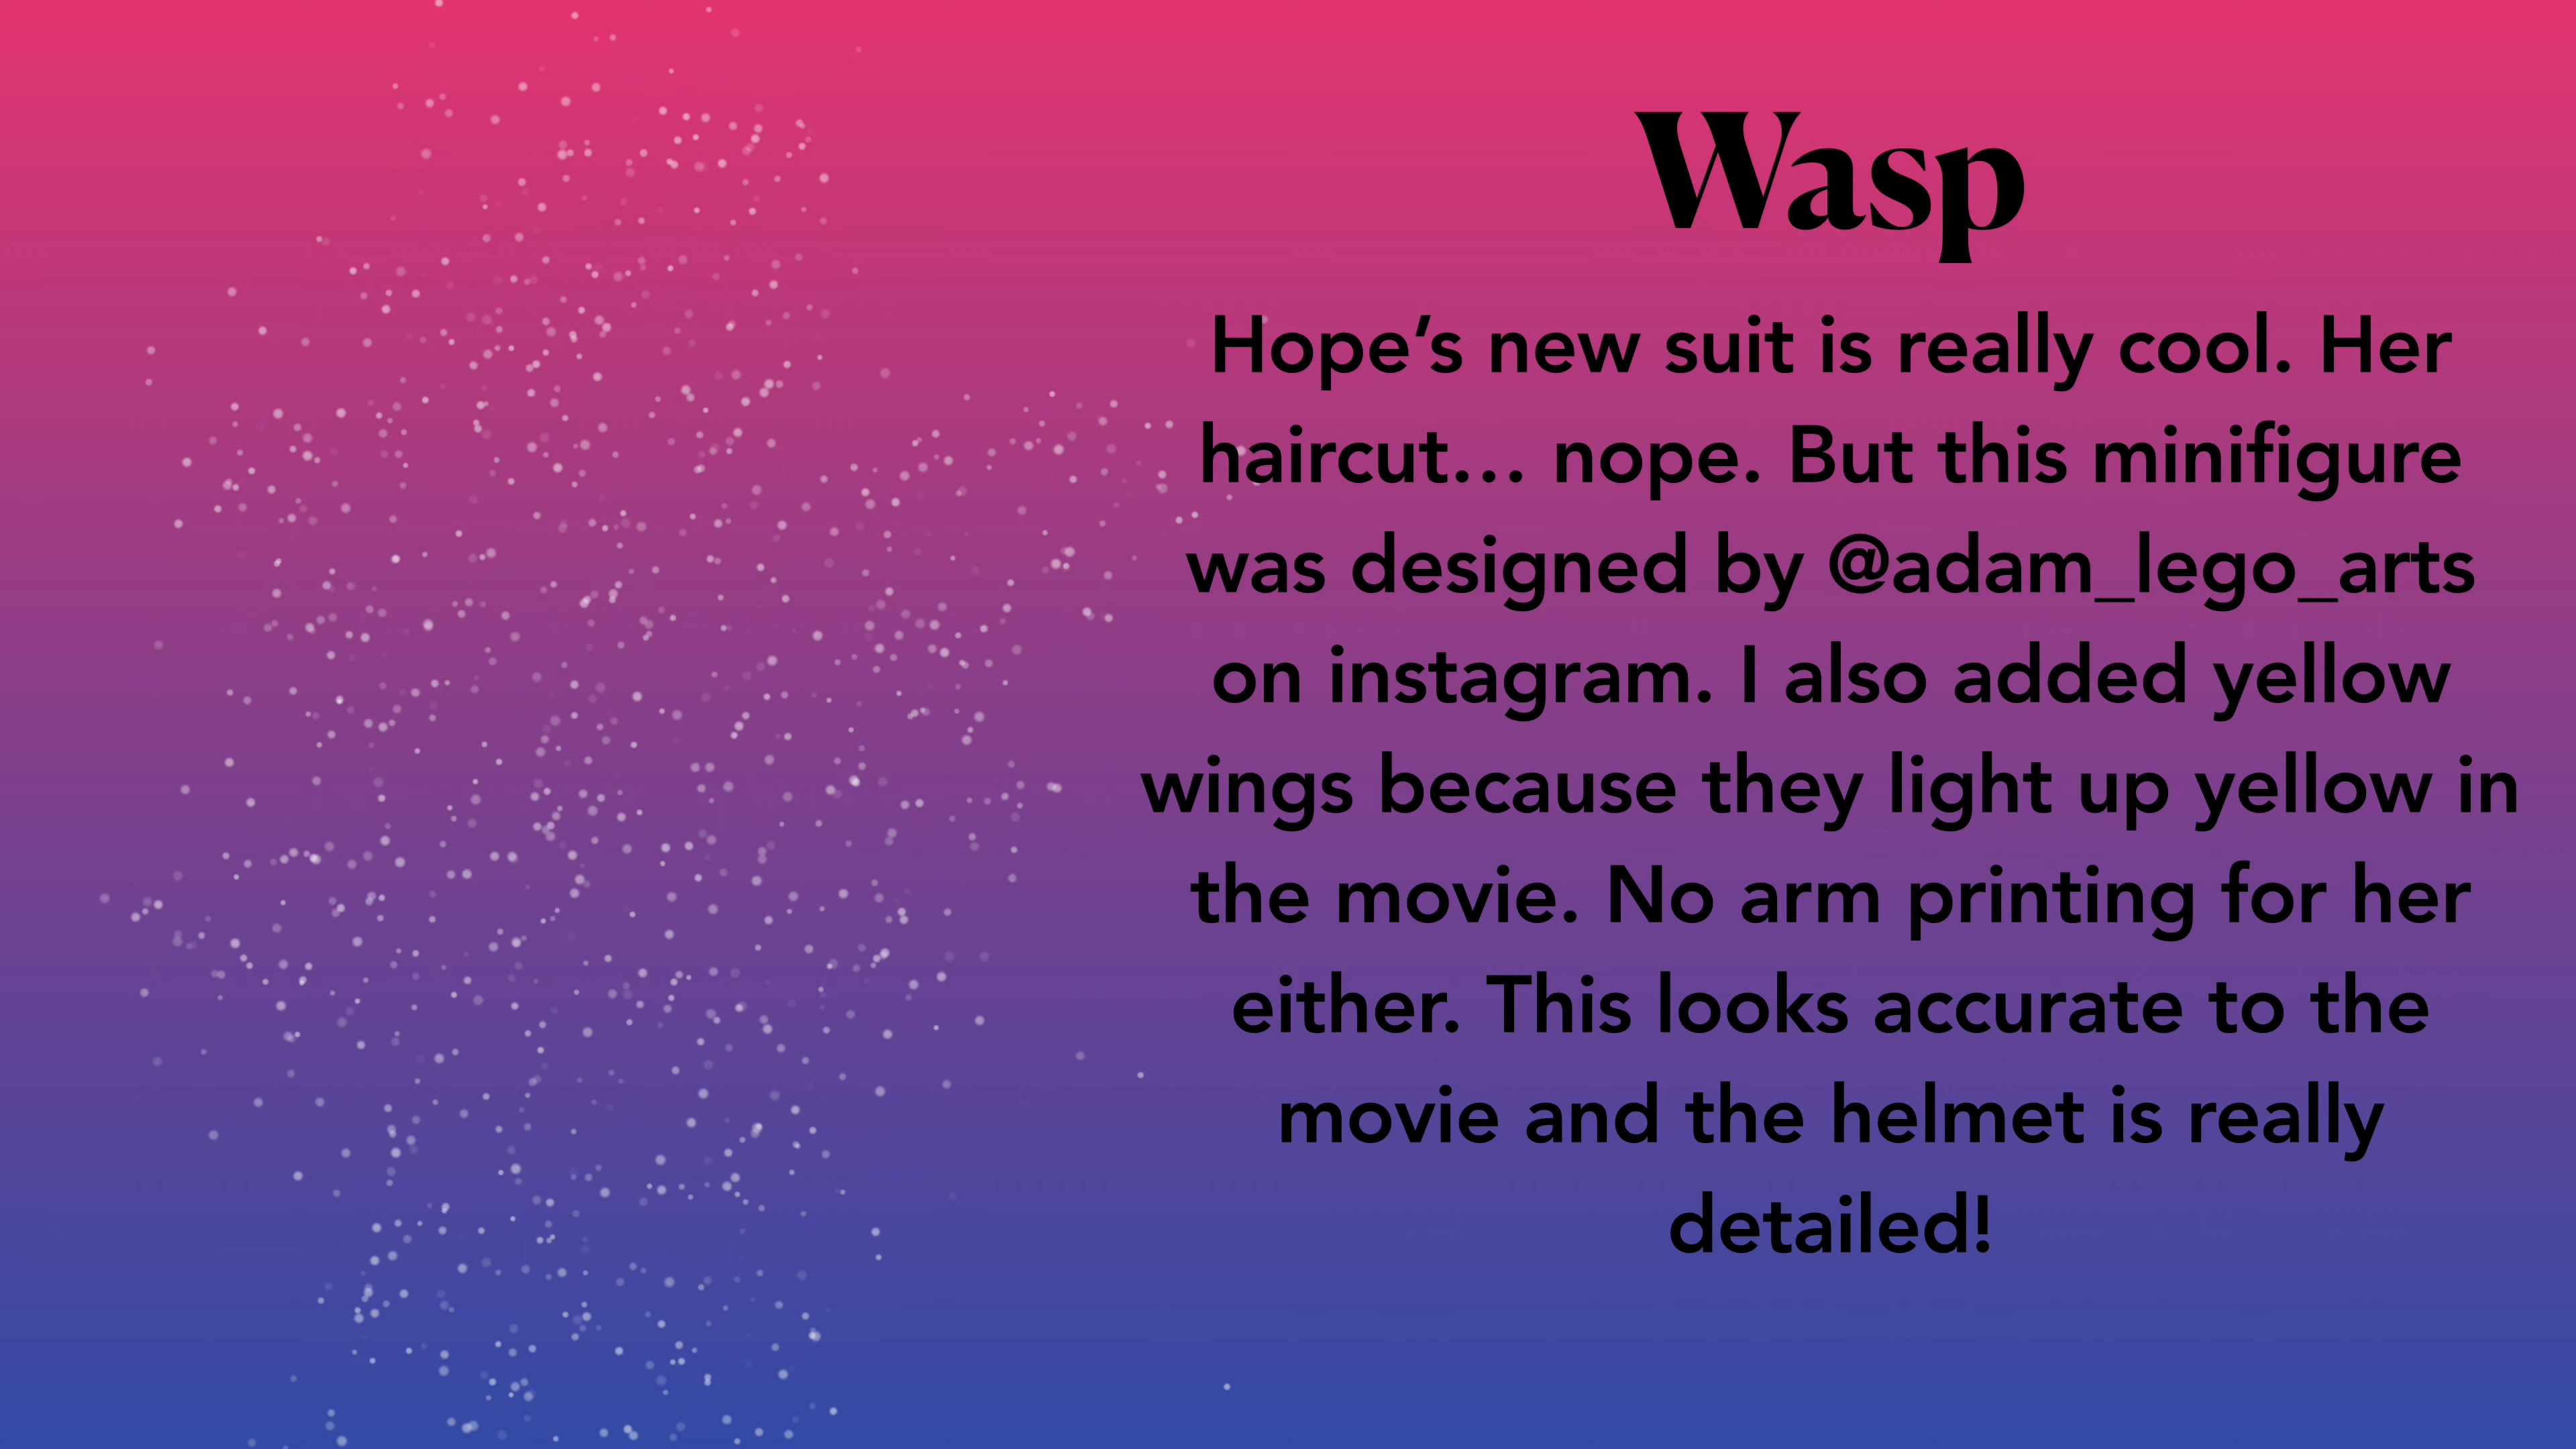 Wasp
Hope’s new suit is really cool. Her
haircut… nope. But this minifigure
was designed by @adam_lego_arts
on instagram. I also added yellow
wings because they light up yellow in
the movie. No arm printing for her
either. This looks accurate to the
movie and the helmet is really
detailed!